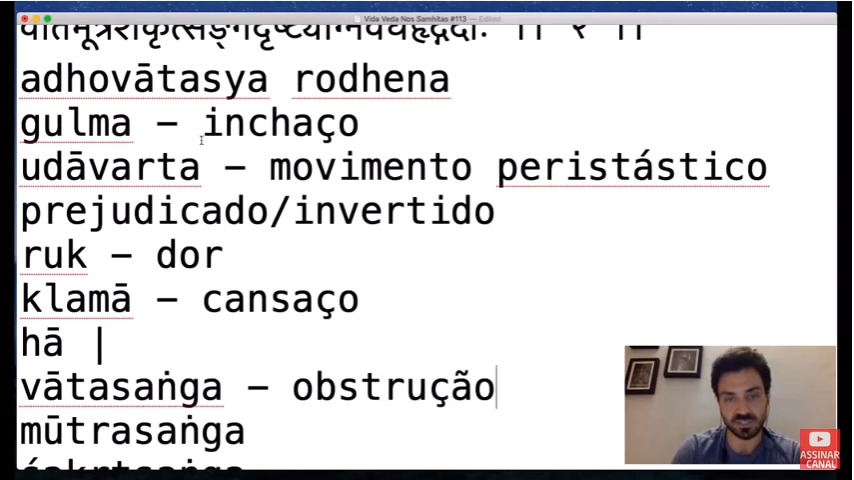 Vida Veda Nos Samhitas #113 — Edited
adhovātasya rodhena
gulma – inchaço
udāvarta – movimento peristástico
prejudicado/invertido
ruk – dor
klamā – cansaço
hā |
vātasaṅga – obstrução
mūtrasaṅga
ASSINAR
CANAL